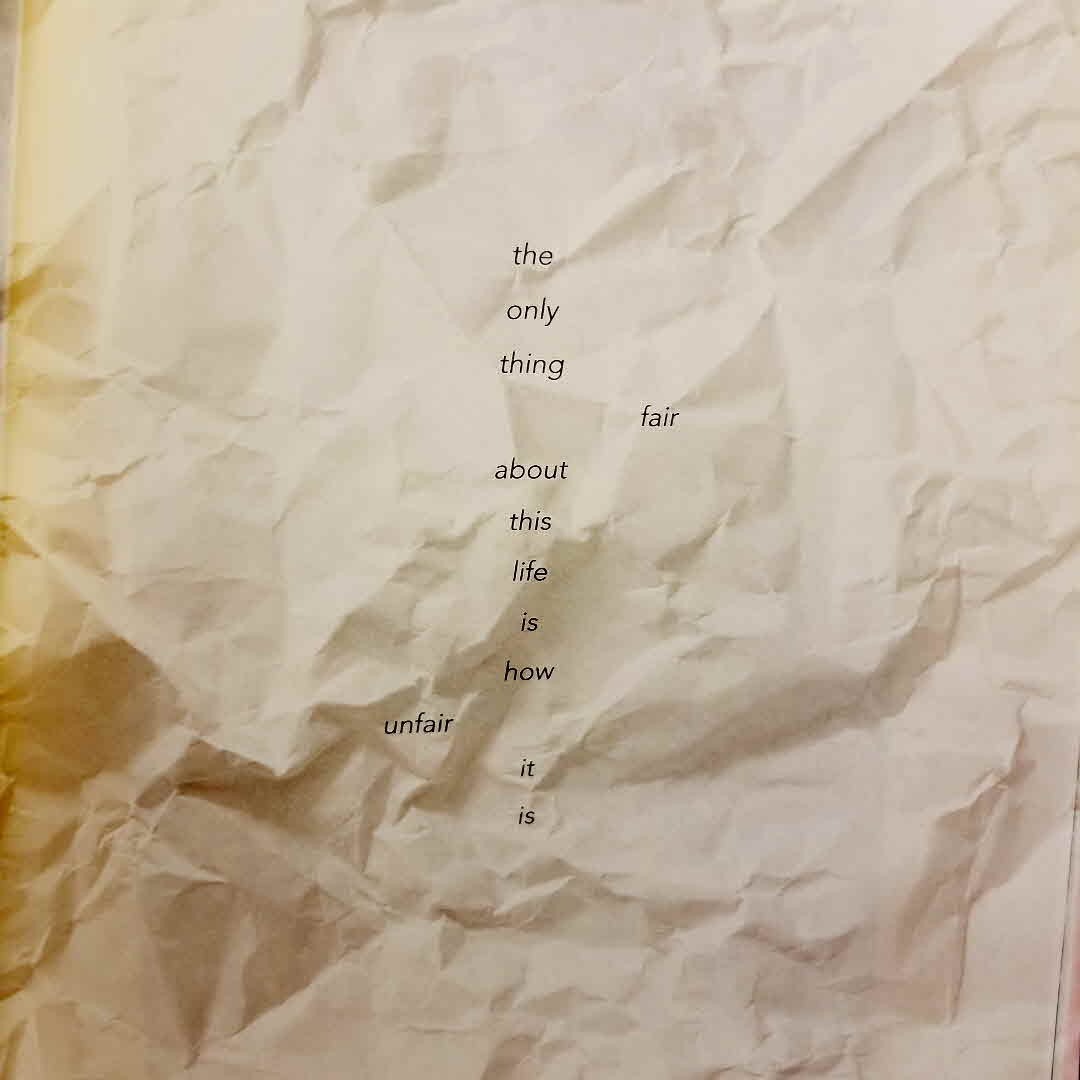 the
only
thing
fair
about
this
life
is
how
unfair
it
is